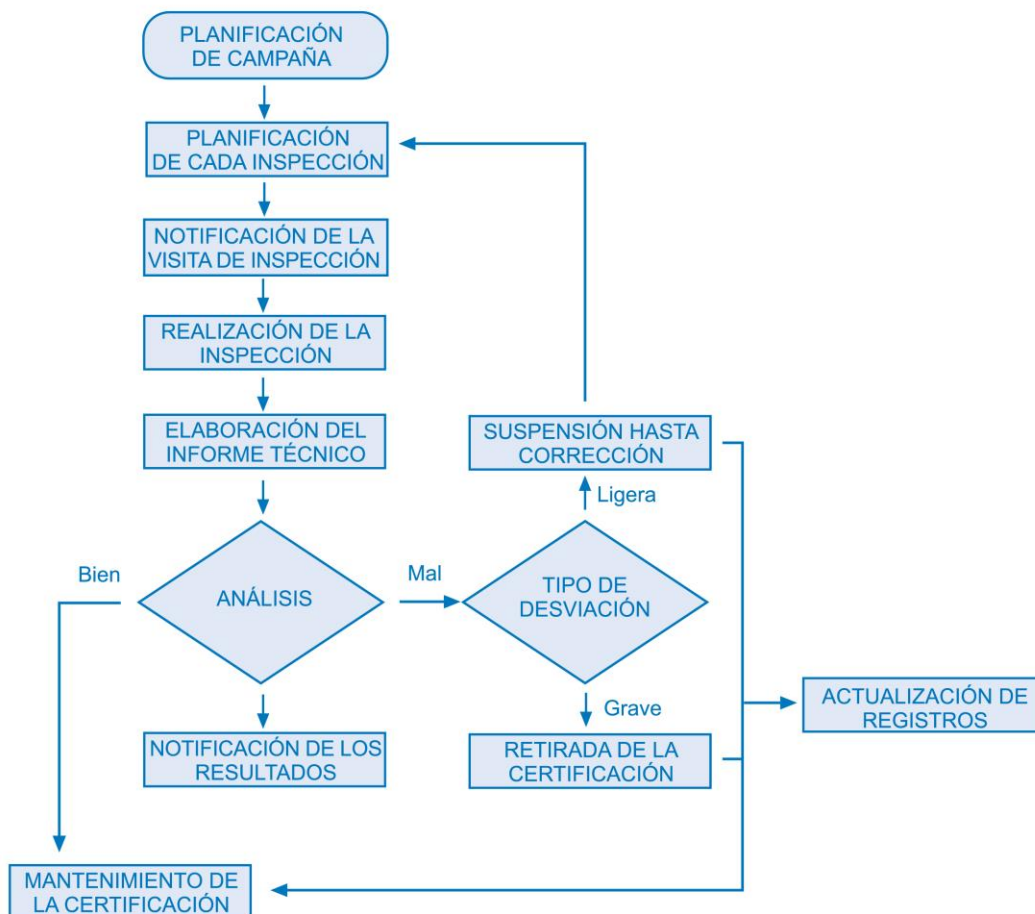 PLANIFICACIÓN
DE CAMPAÑA
PLANIFICACIÓN
DE CADA INSPECCIÓN
NOTIFICACIÓN DE LA
VISITA DE INSPECCIÓN
REALIZACIÓN DE LA
INSPECCIÓN
ELABORACIÓN DEL
INFORME TÉCNICO
SUSPENSIÓN HASTA
CORRECCIÓN
Ligera
Bien
ANÁLISIS
Mal
TIPO DE
DESVIACIÓN
Grave
ACTUALIZACIÓN DE
REGISTROS
NOTIFICACIÓN DE LOS
RESULTADOS
RETIRADA DE LA
CERTIFICACIÓN
MANTENIMIENTO DE
LA CERTIFICACIÓN